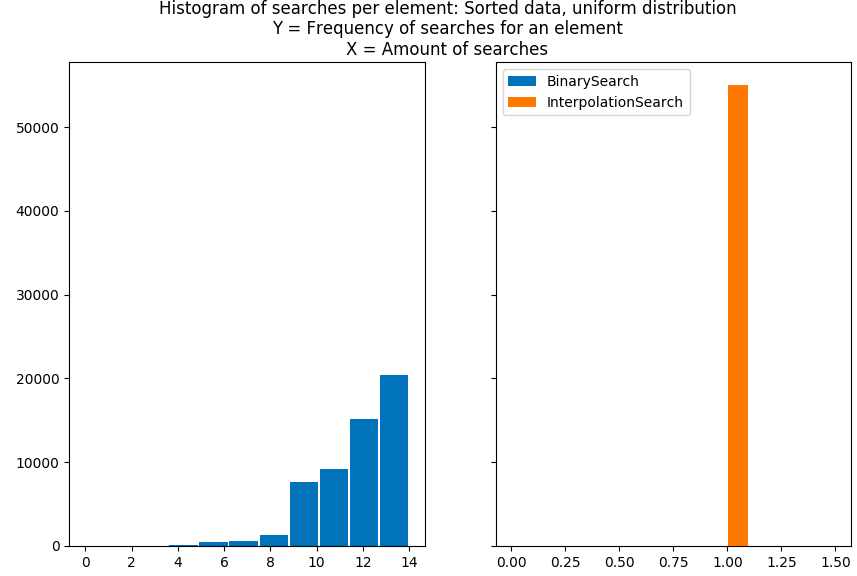 Histogram of searches per element: Sorted data, uniform distribution
Y = Frequency of searches for an element
X = Amount of searches
BinarySearch
InterpolationSearch
50000
40000
30000
20000
10000
0
0 2 4 6 8 10 12 14
0.00 0.25 0.50 0.75 1.00 1.25 1.50